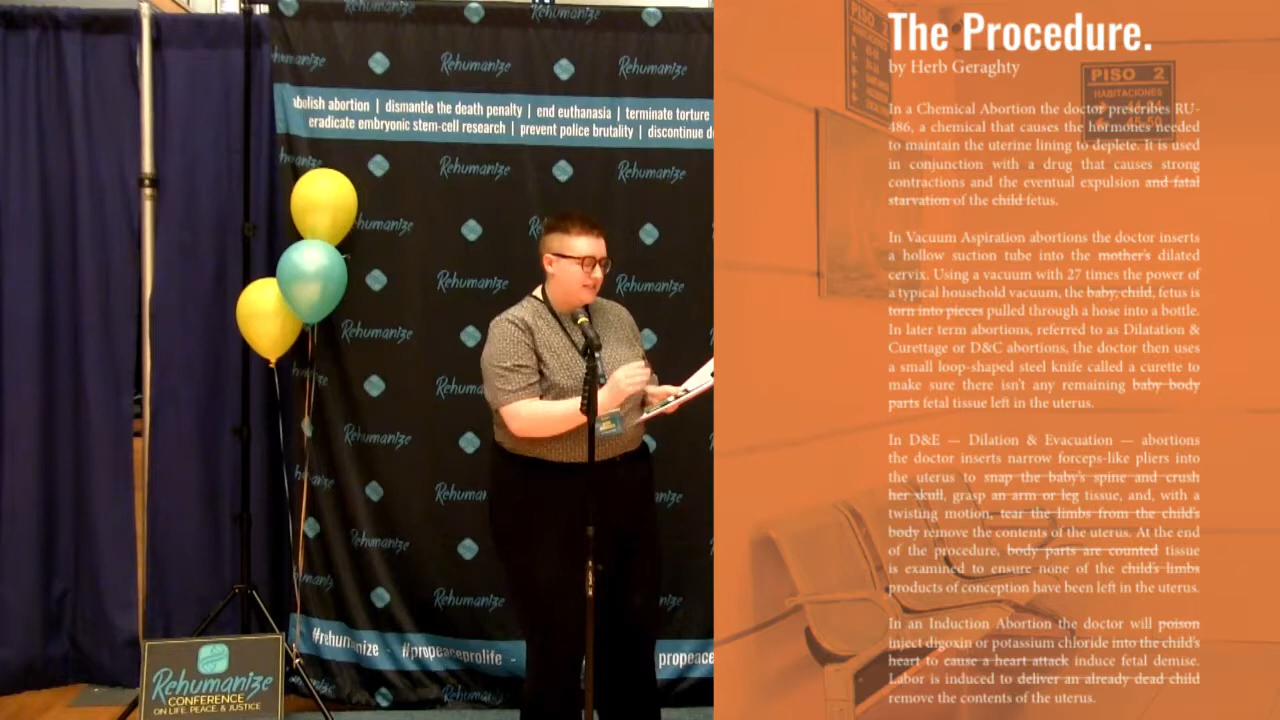 Rehumanize
abolish abortion | dismantle the death penalty | end euthanasia | terminate torture
eradicate embryonic stem-cell research | prevent police brutality | discontinue d
Rehumanize
Rehumanize
#rehumanize - #propeaceprolife -
propeace
Rehumanize
CONFERENCE
ON LIFE, PEACE, & JUSTICE
PISO 2
HABITACIONES
The Procedure.
by Herb Geraghty
In a Chemical Abortion the doctor prescribes RU-
486, a chemical that causes the hormones needed
to maintain the uterine lining to deplete. It is used
in conjunction with a drug that causes strong
contractions and the eventual expulsion and fatal
starvation of the child fetus.
In Vacuum Aspiration abortions the doctor inserts
a hollow suction tube into the mother's dilated
cervix. Using a vacuum with 27 times the power of
a typical household vacuum, the baby, child, fetus is
torn into pieces pulled through a hose into a bottle.
In later term abortions, referred to as Dilatation &
Curettage or D&C abortions, the doctor then uses
a small loop-shaped steel knife called a curette to
make sure there isn't any remaining baby body
parts fetal tissue left in the uterus.
In D&E — Dilation & Evacuation — abortions
the doctor inserts narrow forceps-like pliers into
the uterus to snap the baby's spine and crush
her skull, grasp an arm or leg tissue, and, with a
twisting motion, tear the limbs from the child's
body remove the contents of the uterus. At the end
of the procedure, body parts are counted tissue
is examined to ensure none of the child's limbs
products of conception have been left in the uterus.
In an Induction Abortion the doctor will poison
inject digoxin or potassium chloride into the child's
heart to cause a heart attack induce fetal demise.
Labor is induced to deliver an already dead child
remove the contents of the uterus.